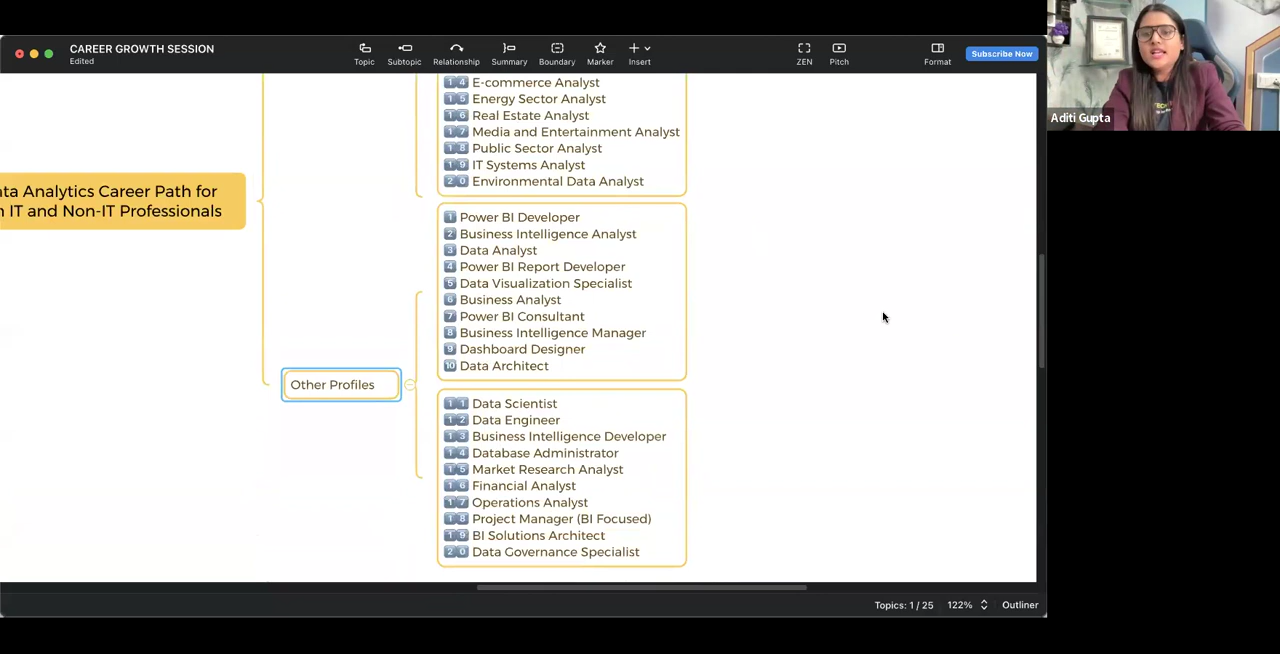 CAREER GROWTH SESSION
Edited
Topic
Subtopic
Relationship
Summary
Boundary
Marker
Insert
ZEN
Pitch
Format
Subscribe Now
Aditi Gupta
ata Analytics Career Path for
n IT and Non-IT Professionals
14 E-commerce Analyst
15 Energy Sector Analyst
16 Real Estate Analyst
17 Media and Entertainment Analyst
18 Public Sector Analyst
19 IT Systems Analyst
20 Environmental Data Analyst
Other Profiles
1 Power BI Developer
2 Business Intelligence Analyst
3 Data Analyst
4 Power BI Report Developer
5 Data Visualization Specialist
6 Business Analyst
7 Power BI Consultant
8 Business Intelligence Manager
9 Dashboard Designer
10 Data Architect
11 Data Scientist
12 Data Engineer
13 Business Intelligence Developer
14 Database Administrator
15 Market Research Analyst
16 Financial Analyst
17 Operations Analyst
18 Project Manager (BI Focused)
19 BI Solutions Architect
20 Data Governance Specialist
Topics: 1 / 25
122%
Outliner